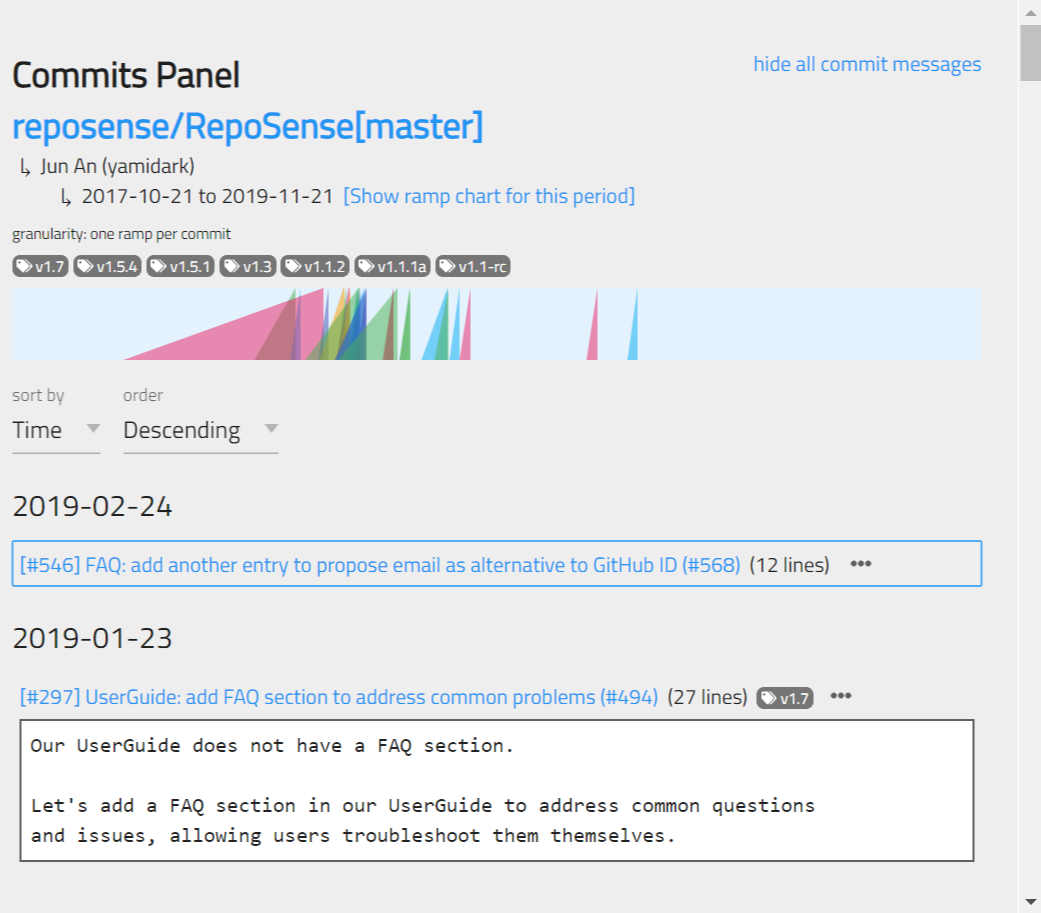 Commits Panel
hide all commit messages
reposense/RepoSense[master]
↳ Jun An (yamidark)
↳ 2017-10-21 to 2019-11-21 [Show ramp chart for this period]
granularity: one ramp per commit
v1.7 v1.5.4 v1.5.1 v1.3 v1.1.2 v1.1.1a v1.1-rc
sort by order
Time Descending
2019-02-24
[#546] FAQ: add another entry to propose email as alternative to GitHub ID (#568) (12 lines) •••
2019-01-23
[#297] UserGuide: add FAQ section to address common problems (#494) (27 lines) v1.7 •••
Our UserGuide does not have a FAQ section.
Let's add a FAQ section in our UserGuide to address common questions
and issues, allowing users troubleshoot them themselves.